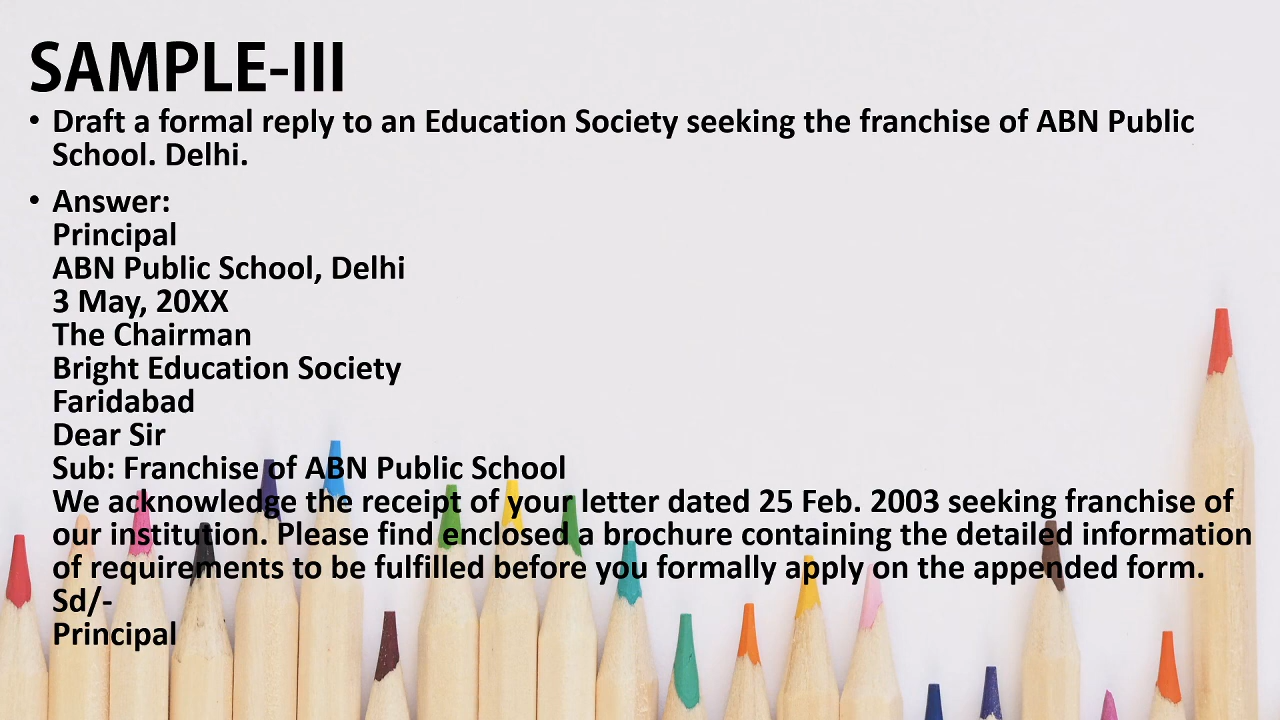 SAMPLE-III
• Draft a formal reply to an Education Society seeking the franchise of ABN Public
School. Delhi.
• Answer:
Principal
ABN Public School, Delhi
3 May, 20XX
The Chairman
Bright Education Society
Faridabad
Dear Sir
Sub: Franchise of ABN Public School
We acknowledge the receipt of your letter dated 25 Feb. 2003 seeking franchise of
our institution. Please find enclosed a brochure containing the detailed information
of requirements to be fulfilled before you formally apply on the appended form.
Sd/-
Principal